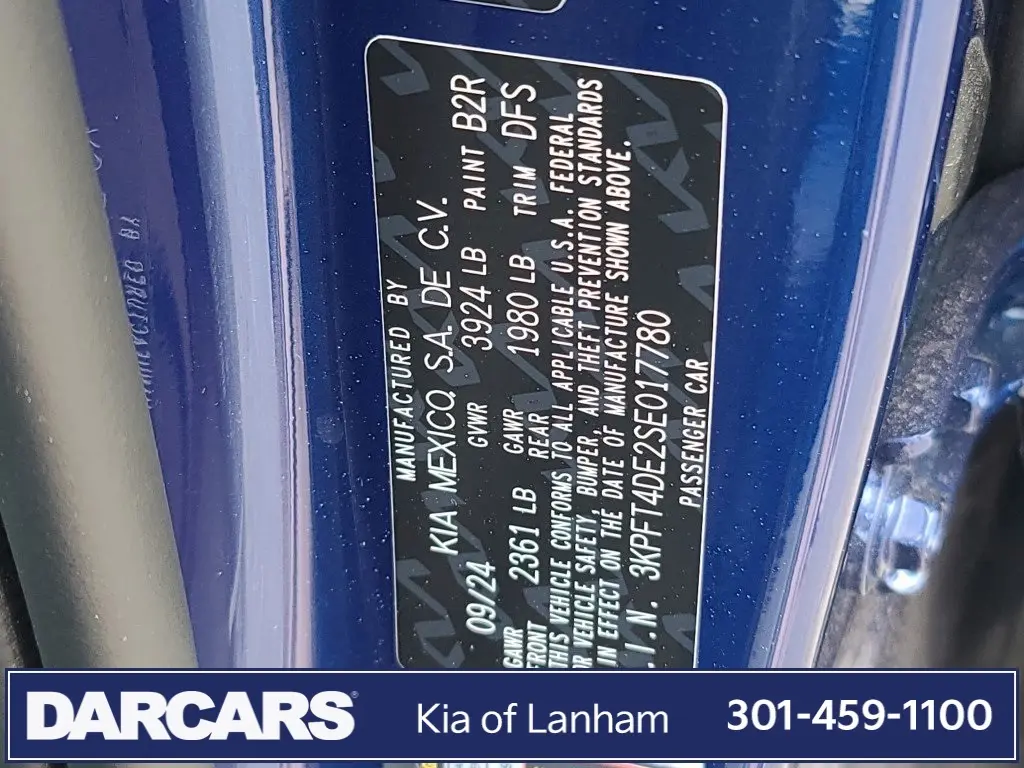 MANUFACTURED BY
KIA MEXICO, S.A. DE C.V.
09/24 GVWR 3924 LB PAINT B2R
GAWR FRONT 2361 LB GAWR REAR 1980 LB TRIM DFS
THIS VEHICLE CONFORMS TO ALL APPLICABLE U.S.A. FEDERAL
OR VEHICLE SAFETY, BUMPER, AND THEFT PREVENTION STANDARDS
IN EFFECT ON THE DATE OF MANUFACTURE SHOWN ABOVE.
.I.N. 3KPFT4DE2SE017780
PASSENGER CAR
DARCARS®
Kia of Lanham
301-459-1100